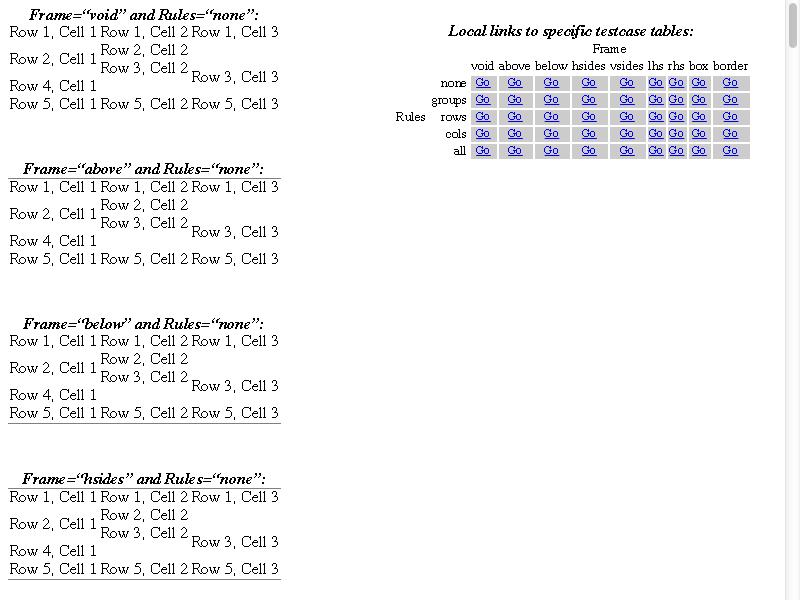 Frame=“void” and Rules=“none”:
Row 1, Cell 1 Row 1, Cell 2 Row 1, Cell 3
Row 2, Cell 1 Row 2, Cell 2
Row 3, Cell 2 Row 3, Cell 3
Row 4, Cell 1
Row 5, Cell 1 Row 5, Cell 2 Row 5, Cell 3
Frame=“above” and Rules=“none”:
Row 1, Cell 1 Row 1, Cell 2 Row 1, Cell 3
Row 2, Cell 1 Row 2, Cell 2
Row 3, Cell 2 Row 3, Cell 3
Row 4, Cell 1
Row 5, Cell 1 Row 5, Cell 2 Row 5, Cell 3
Frame=“below” and Rules=“none”:
Row 1, Cell 1 Row 1, Cell 2 Row 1, Cell 3
Row 2, Cell 1 Row 2, Cell 2
Row 3, Cell 2 Row 3, Cell 3
Row 4, Cell 1
Row 5, Cell 1 Row 5, Cell 2 Row 5, Cell 3
Frame=“hsides” and Rules=“none”:
Row 1, Cell 1 Row 1, Cell 2 Row 1, Cell 3
Row 2, Cell 1 Row 2, Cell 2
Row 3, Cell 2 Row 3, Cell 3
Row 4, Cell 1
Row 5, Cell 1 Row 5, Cell 2 Row 5, Cell 3
Local links to specific testcase tables:
Frame
void above below hsides vsides lhs rhs box border
none Go Go Go Go Go Go Go Go Go
groups Go Go Go Go Go Go Go Go Go
Rules rows Go Go Go Go Go Go Go Go Go
cols Go Go Go Go Go Go Go Go Go
all Go Go Go Go Go Go Go Go Go